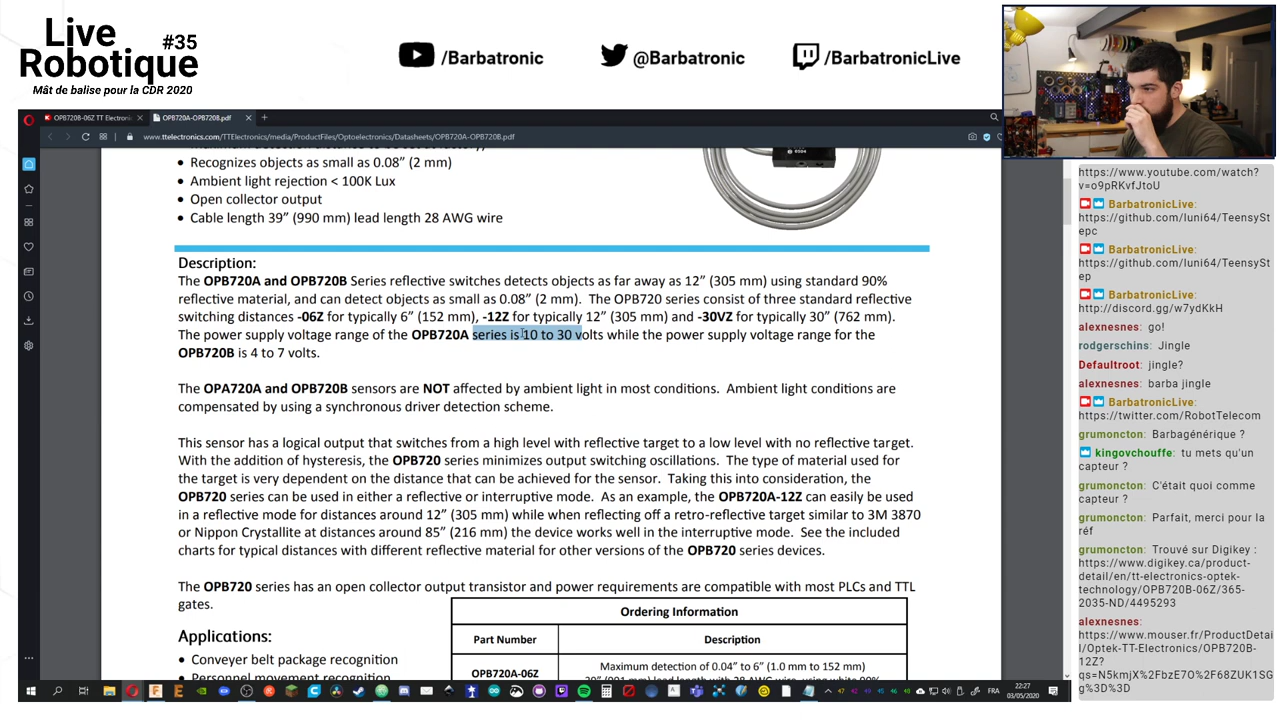 Live
Robotique
#35
Mât de balise pour la CDR 2020
/Barbatronic
@Barbatronic
/BarbatronicLive
OPB720B-06Z TT Electroni
OPB720A-OPB720B.pdf
www.ttelectronics.com/TTElectronics/media/ProductFiles/Optoelectronics/Datasheets/OPB720A-OPB720B.pdf
• Recognizes objects as small as 0.08” (2 mm)
• Ambient light rejection < 100K Lux
• Open collector output
• Cable length 39” (990 mm) lead length 28 AWG wire
Description:
The OPB720A and OPB720B Series reflective switches detects objects as far away as 12” (305 mm) using standard 90%
reflective material, and can detect objects as small as 0.08” (2 mm). The OPB720 series consist of three standard reflective
switching distances -06Z for typically 6” (152 mm), -12Z for typically 12” (305 mm) and -30VZ for typically 30” (762 mm).
The power supply voltage range of the OPB720A series is 10 to 30 volts while the power supply voltage range for the
OPB720B is 4 to 7 volts.
The OPA720A and OPB720B sensors are NOT affected by ambient light in most conditions. Ambient light conditions are
compensated by using a synchronous driver detection scheme.
This sensor has a logical output that switches from a high level with reflective target to a low level with no reflective target.
With the addition of hysteresis, the OPB720 series minimizes output switching oscillations. The type of material used for
the target is very dependent on the distance that can be achieved for the sensor. Taking this into consideration, the
OPB720 series can be used in either a reflective or interruptive mode. As an example, the OPB720A-12Z can easily be used
in a reflective mode for distances around 12” (305 mm) while when reflecting off a retro-reflective target similar to 3M 3870
or Nippon Crystallite at distances around 85” (216 mm) the device works well in the interruptive mode. See the included
charts for typical distances with different reflective material for other versions of the OPB720 series devices.
The OPB720 series has an open collector output transistor and power requirements are compatible with most PLCs and TTL
gates.
Applications:
• Conveyer belt package recognition
• Personnel movement recognition
Ordering Information
Part Number
Description
OPB720A-06Z
Maximum detection of 0.04” to 6” (1.0 mm to 152 mm)
https://www.youtube.com/watch?
v=o9pRKvfJtoU
BarbatronicLive:
https://github.com/luni64/TeensySt
epc
BarbatronicLive:
https://github.com/luni64/TeensySt
ep
BarbatronicLive:
http://discord.gg/w7ydKkH
alexnesnes: go!
rodgerschins: Jingle
Defaultroot: jingle?
alexnesnes: barba jingle
BarbatronicLive:
https://twitter.com/RobotTelecom
grumoncton: Barbagénérique ?
kingovchouffe: tu mets qu'un
capteur ?
grumoncton: C'était quoi comme
capteur ?
grumoncton: Parfait, merci pour la
réf
grumoncton: Trouvé sur Digikey :
https://www.digikey.ca/product-
detail/en/tt-electronics-optek-
technology/OPB720B-06Z/365-
2035-ND/4495293
alexnesnes:
https://www.mouser.fr/ProductDetai
l/Optek-TT-Electronics/OPB720B-
12Z?
qs=N5kmjX%2FbzE7O%2F68ZUK1SG
g%3D%3D
FRA
22:27
03/05/2020